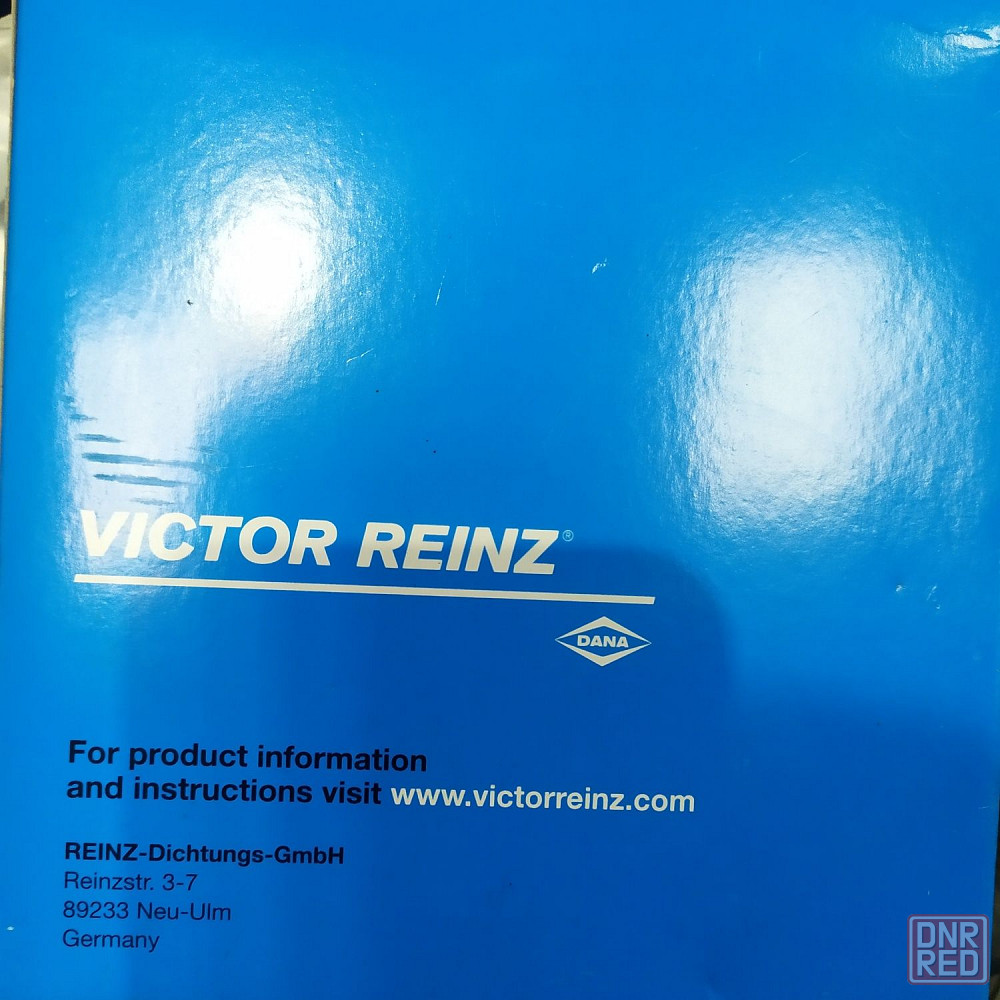 VICTOR REINZ®
DANA
For product information
and instructions visit www.victorreinz.com
REINZ-Dichtungs-GmbH
Reinzstr. 3-7
89233 Neu-Ulm
Germany
DNR
RED